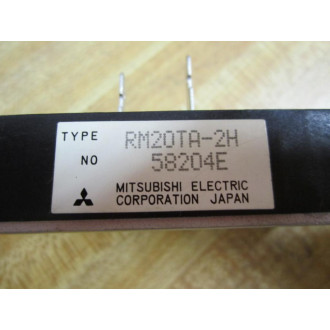 TYPE RM20TA-2H
NO 58204E
MITSUBISHI ELECTRIC
CORPORATION JAPAN